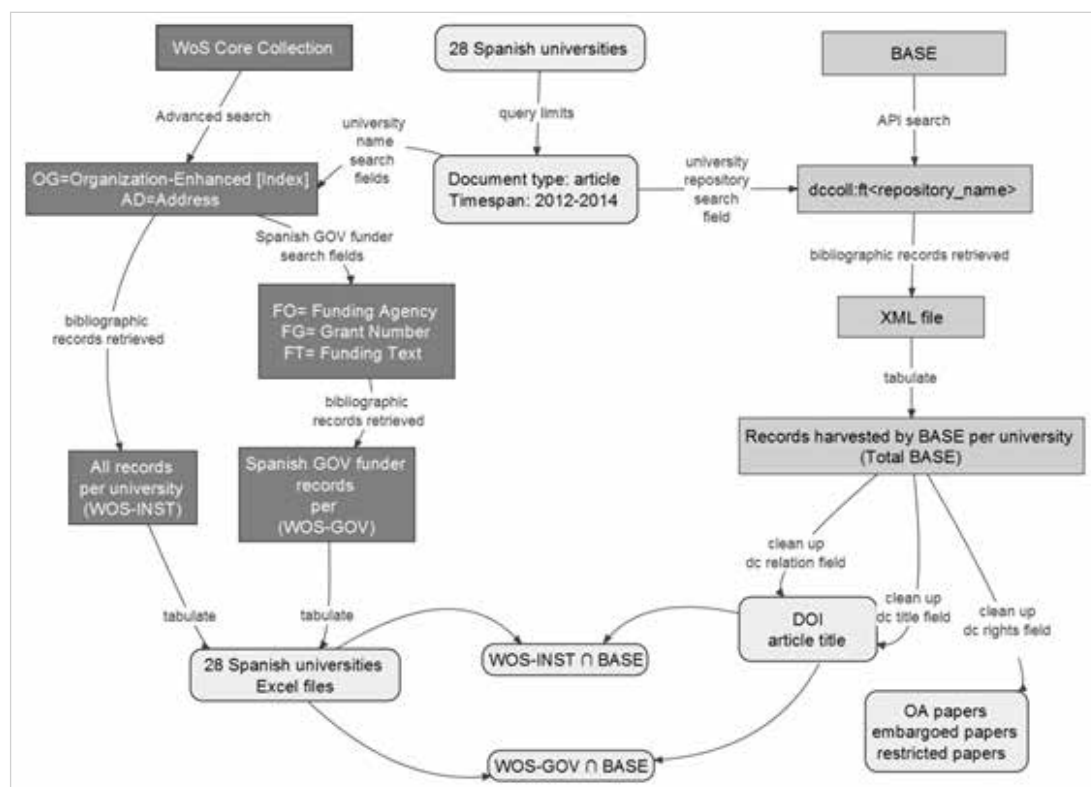 WoS Core Collection
28 Spanish universities
BASE
Advanced search
university
name
search
fields
query limits
API search
OG=Organization-Enhanced [Index]
AD=Address
Document type: article
Timespan: 2012-2014
university
repository
search
field
dccoll:ft<repository_name>
Spanish GOV funder
search fields
bibliographic records retrieved
bibliographic
records retrieved
FO= Funding Agency
FG= Grant Number
FT= Funding Text
XML file
tabulate
bibliographic
records retrieved
Records harvested by BASE per university
(Total BASE)
All records
per university
(WOS-INST)
Spanish GOV funder
records
per
(WOS-GOV)
clean up
dc relation field
clean up
dc title field
clean up
dc rights field
tabulate
tabulate
DOI
article title
28 Spanish universities
Excel files
WOS-INST ∩ BASE
OA papers
embargoed papers
restricted papers
WOS-GOV ∩ BASE